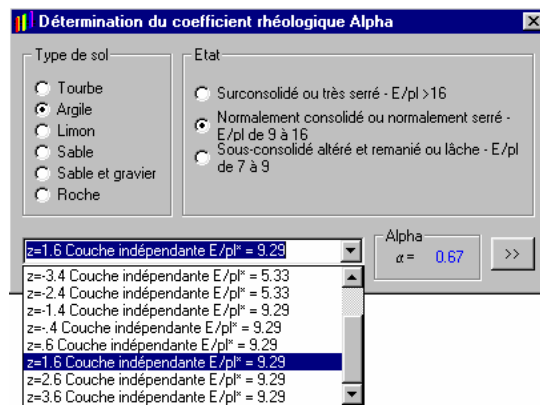 Détermination du coefficient rhéologique Alpha
Type de sol
Tourbe
Argile
Limon
Sable
Sable et gravier
Roche
Etat
Surconsolidé ou très serré - E/pl >16
Normalement consolidé ou normalement serré -
E/pl de 9 à 16
Sous-consolidé altéré et remanié ou lâche - E/pl
de 7 à 9
z=1.6 Couche indépendante E/pl* = 9.29
Alpha
α = 0.67
>>
z=-3.4 Couche indépendante E/pl* = 5.33
z=-2.4 Couche indépendante E/pl* = 5.33
z=-1.4 Couche indépendante E/pl* = 9.29
z=-.4 Couche indépendante E/pl* = 9.29
z=.6 Couche indépendante E/pl* = 9.29
z=1.6 Couche indépendante E/pl* = 9.29
z=2.6 Couche indépendante E/pl* = 9.29
z=3.6 Couche indépendante E/pl* = 9.29